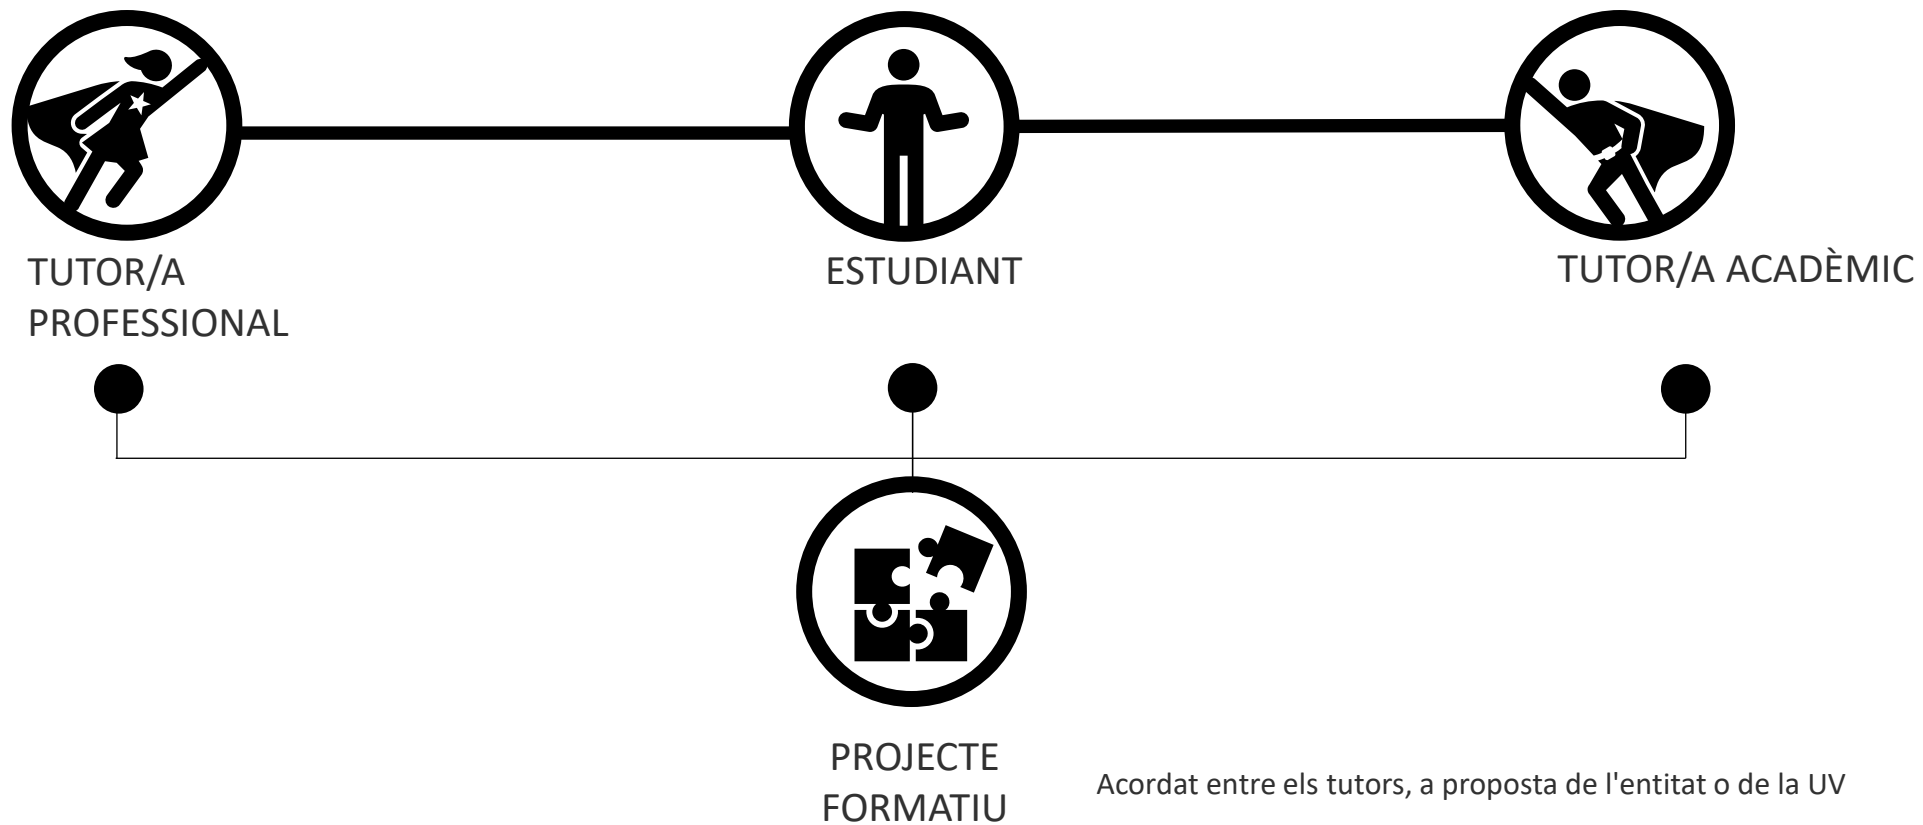 TUTOR/A
PROFESSIONAL
ESTUDIANT
TUTOR/A ACADÈMIC
PROJECTE
FORMATIU
Acordat entre els tutors, a proposta de l'entitat o de la UV